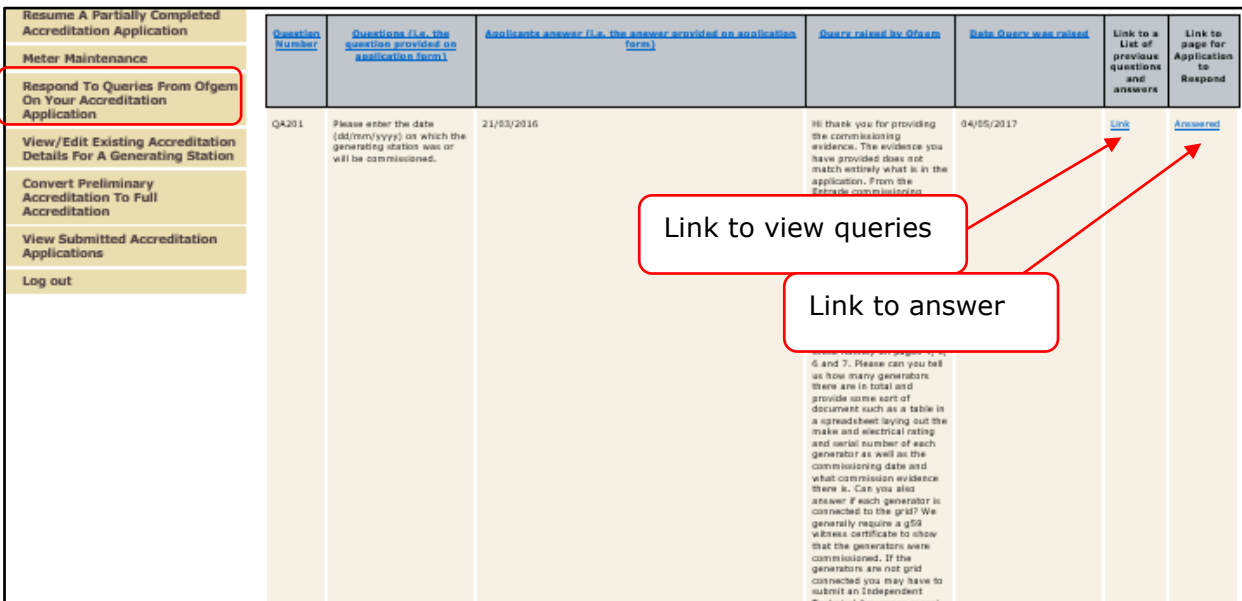 Resume A Partially Completed
Accreditation Application
Meter Maintenance
Respond To Queries From Ofgem
On Your Accreditation
Application
View/Edit Existing Accreditation
Details For A Generating Station
Convert Preliminary
Accreditation To Full
Accreditation
View Submitted Accreditation
Applications
Log out
Question
Number
Questions (i.e. the
question provided on
application form)
Applicants answer (i.e. the answer provided on application
form)
Query raised by Ofgem
Date Query was raised
Link to a
List of
previous
questions
and
answers
Link to
page for
Application
to
Respond
QA201
Please enter the date
(dd/mm/yyyy) on which the
generating station was or
will be commissioned.
21/03/2016
Hi thank you for providing
the commissioning
evidence. The evidence you
have provided does not
match entirely what is in the
application. From the
Entrade commissioning
6 and 7. Please can you tell
us how many generators
there are in total and
provide some sort of
document such as a table in
a spreadsheet laying out the
make and electrical rating
and serial number of each
generator as well as the
commissioning date and
what commission evidence
there is. Can you also
answer if each generator is
connected to the grid? We
generally require a g59
witness certificate to show
that the generators were
commissioned. If the
generators are not grid
connected you may have to
submit an Independent
04/05/2017
Link
Answered
Link to view queries
Link to answer